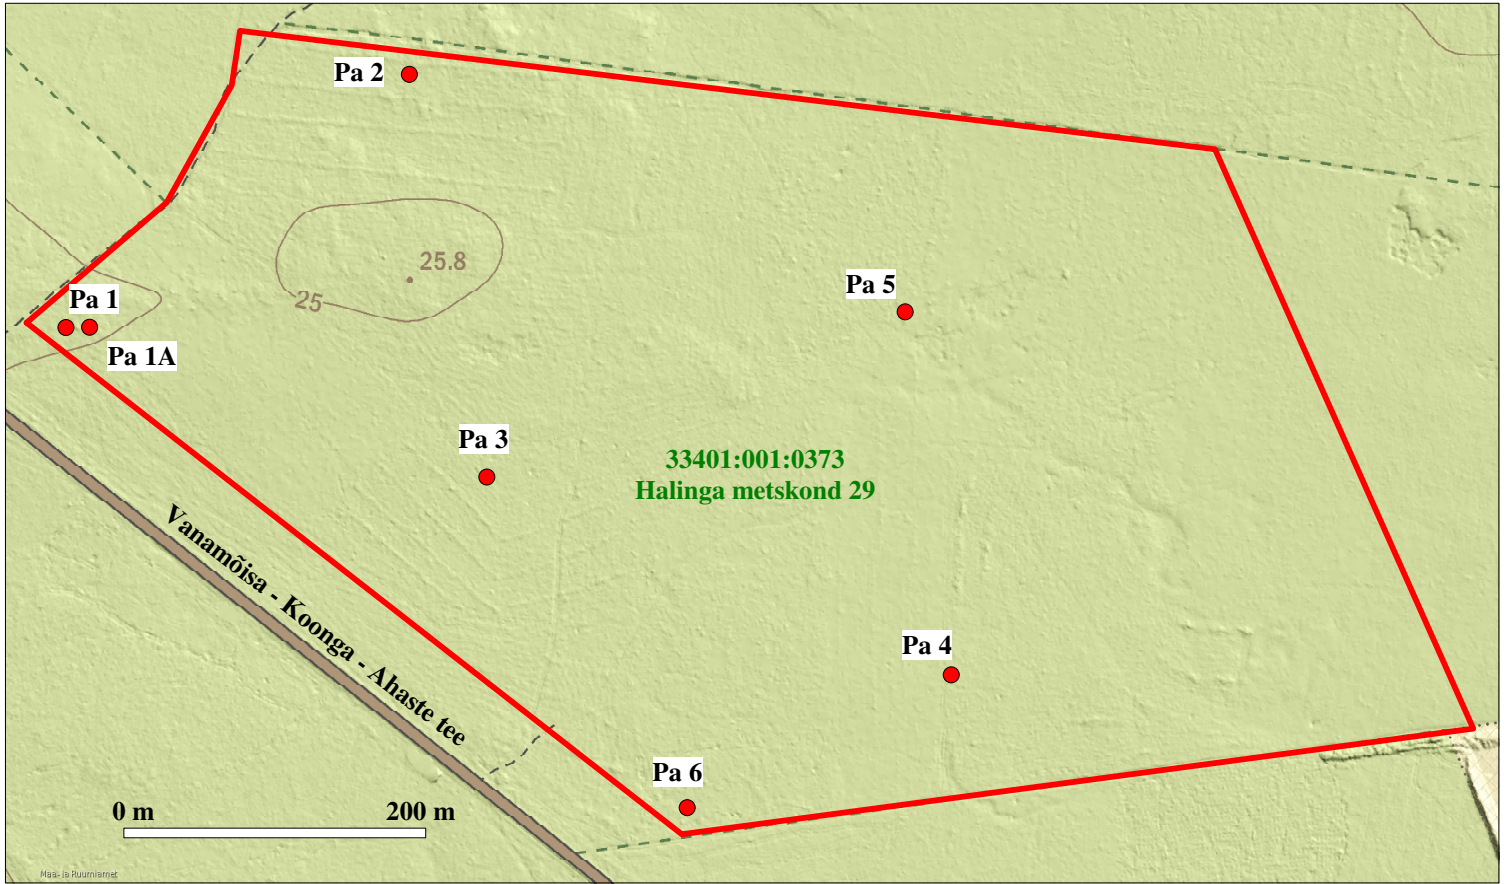 Pa 2
25.8
25
Pa 1
Pa 1A
Pa 5
Pa 3
33401:001:0373
Halinga metskond 29
Vanamõisa - Koonga - Ahaste tee
Pa 4
Pa 6
0 m 200 m
Maa- ja Ruumiamet